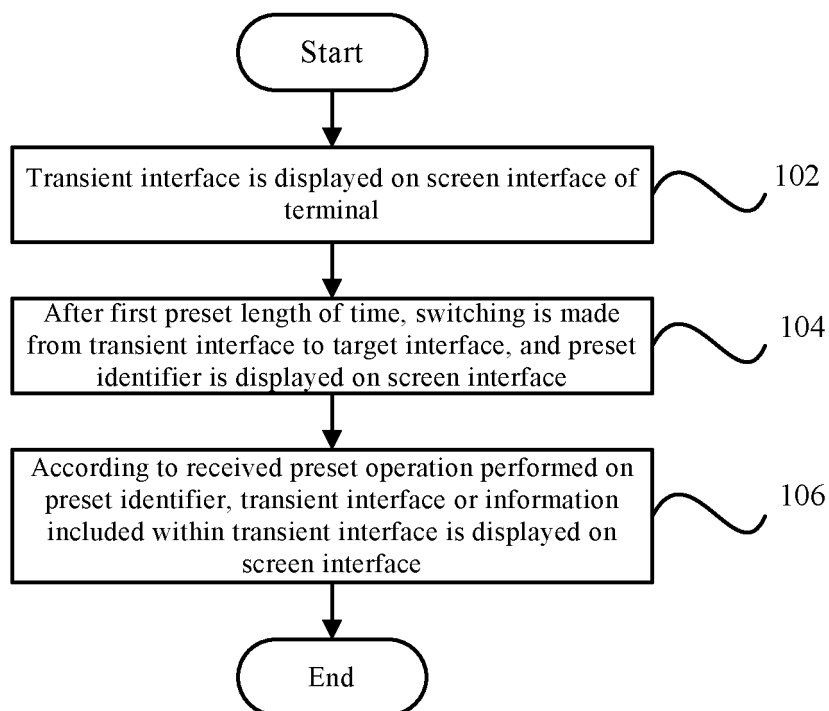 Start
Transient interface is displayed on screen interface of
terminal
102
After first preset length of time, switching is made
from transient interface to target interface, and preset
identifier is displayed on screen interface
104
According to received preset operation performed on
preset identifier, transient interface or information
included within transient interface is displayed on
screen interface
106
End